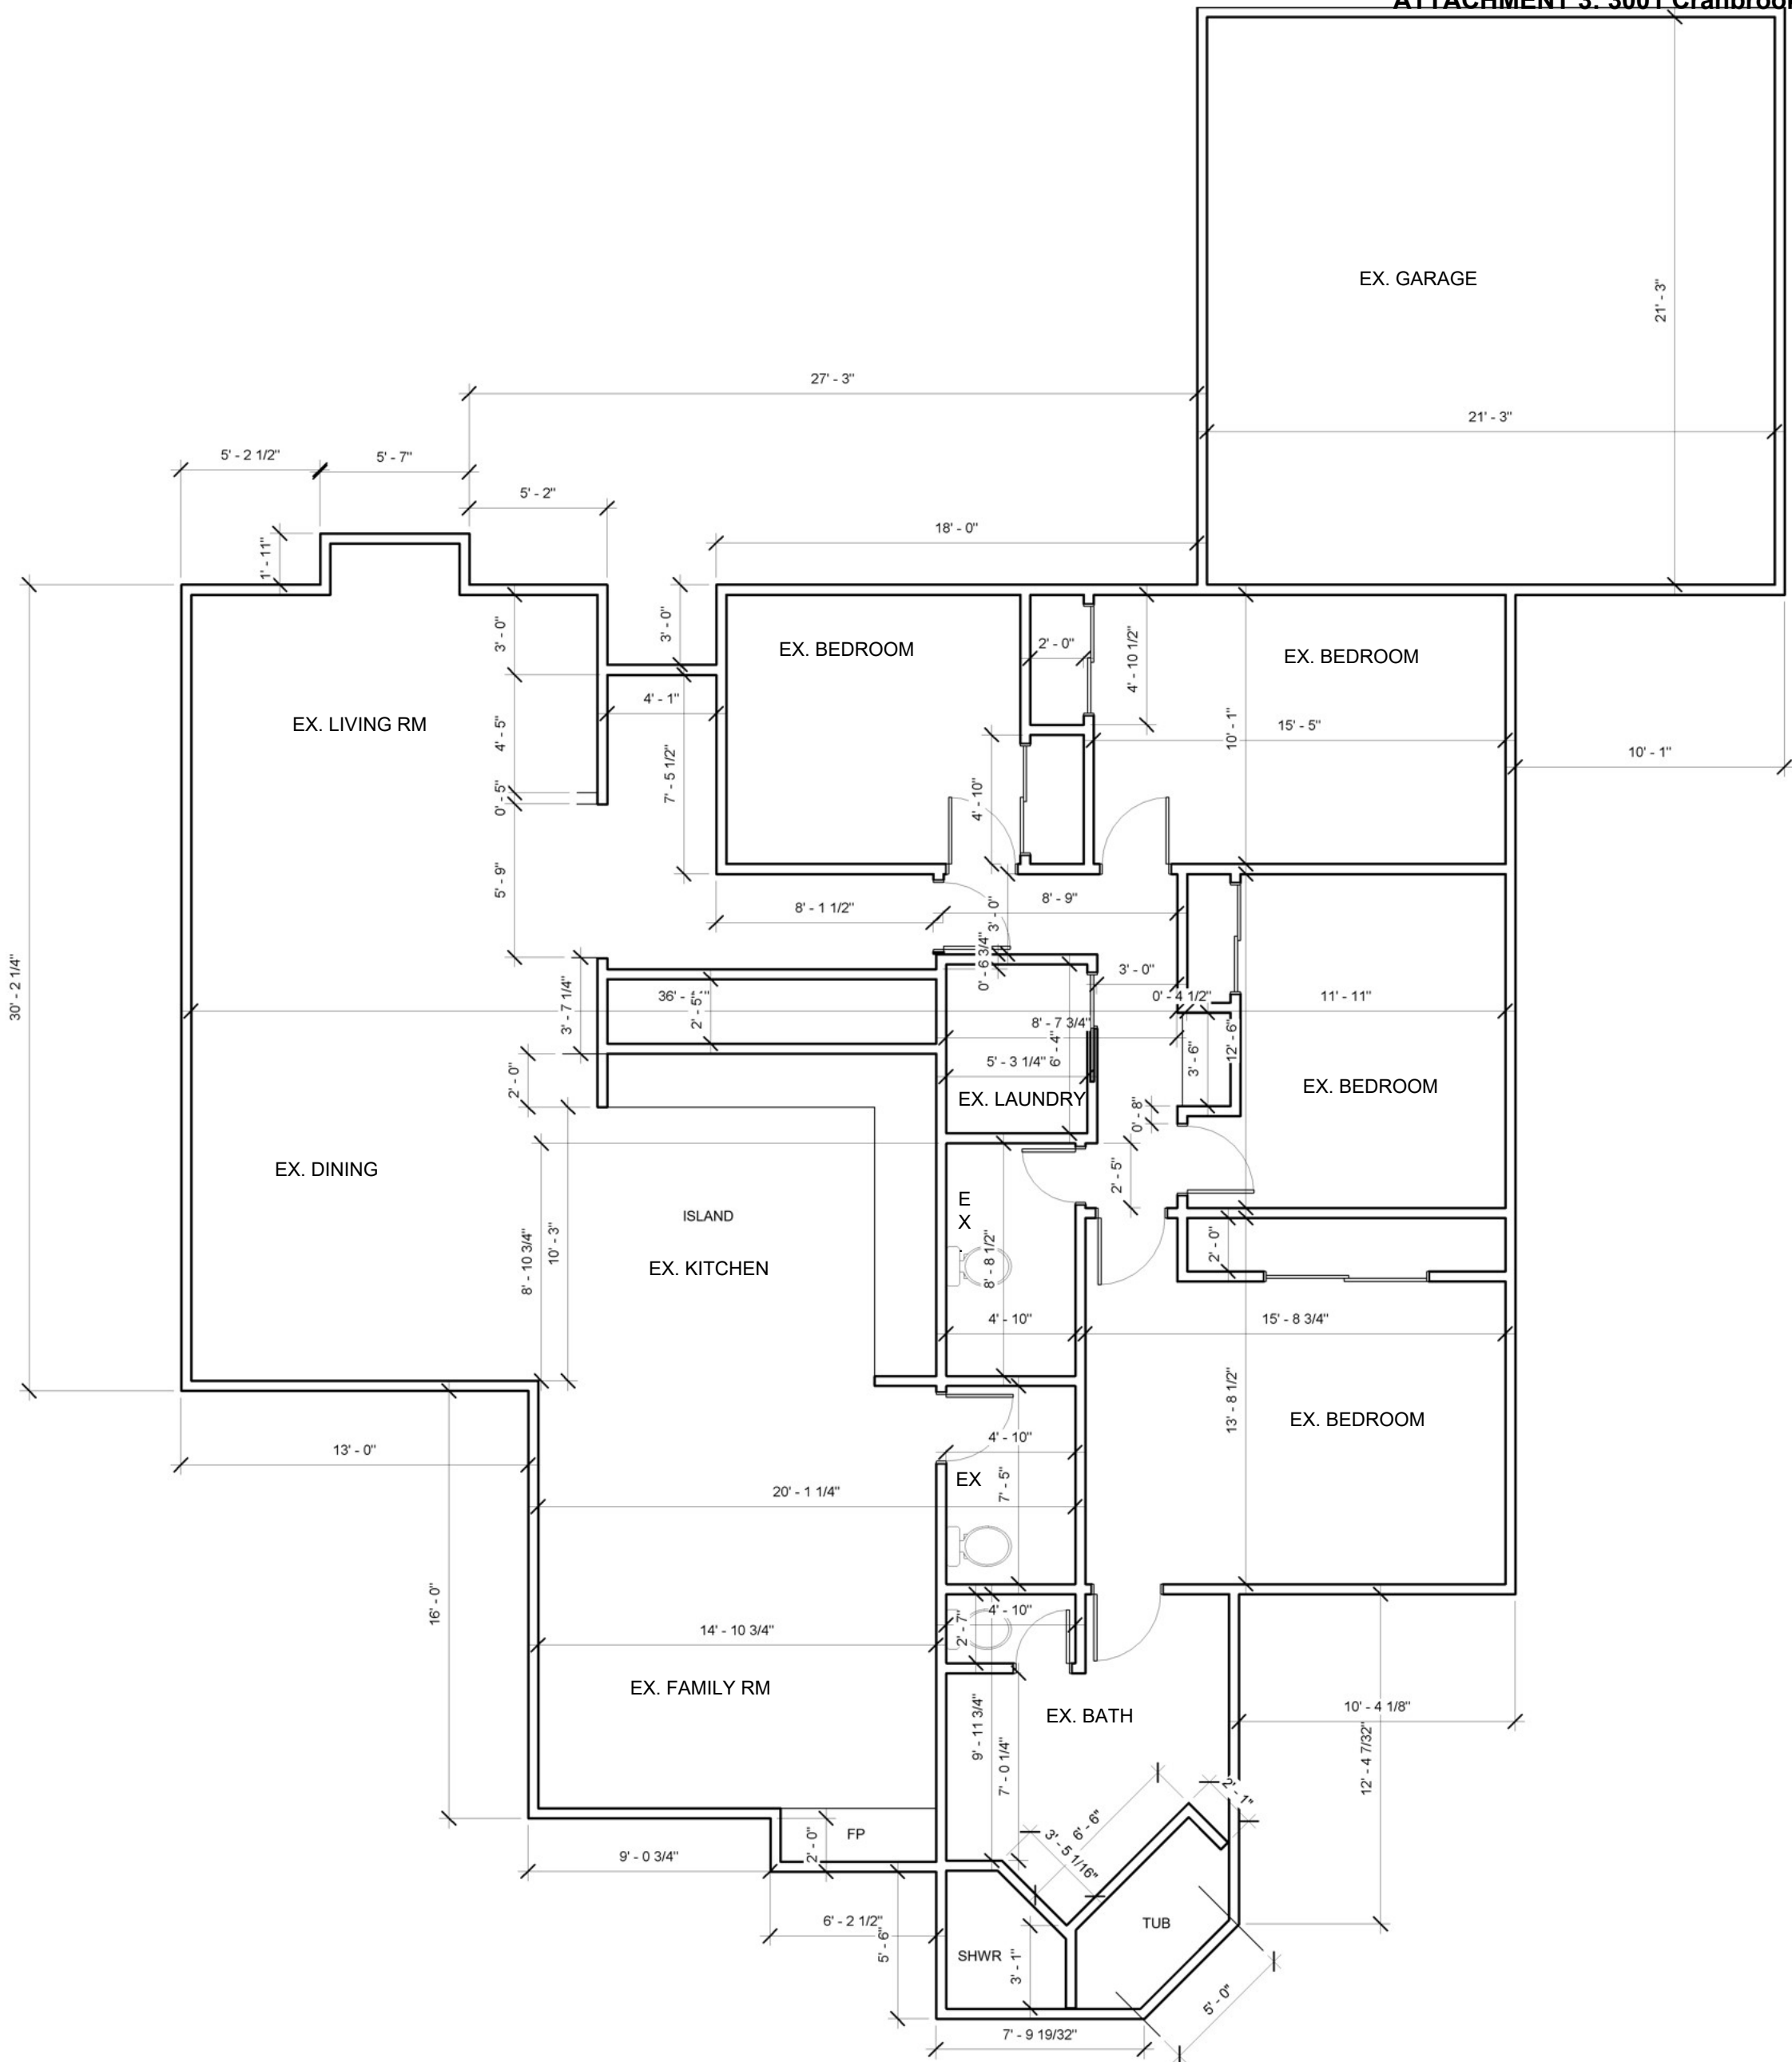 ATTACHMENT 3: 3001 Cranbrook
EX. GARAGE
21' - 3"
27' - 3"
21' - 3"
5' - 2 1/2"
5' - 7"
5' - 2"
18' - 0"
1' - 11"
3' - 0"
3' - 0"
EX. BEDROOM
2' - 0"
4' - 10 1/2"
EX. BEDROOM
4' - 1"
EX. LIVING RM
4' - 5"
10' - 1"
15' - 5"
10' - 1"
7' - 5 1/2"
0' - 5"
4' - 10"
5' - 9"
8' - 1 1/2"
3' - 0"
8' - 9"
0' - 6 3/4"
3' - 0"
30' - 2 1/4"
3' - 7 1/4"
36' -
2' - 5"
0' - 4 1/2"
11' - 11"
8' - 7 3/4"
6' - 4"
12' - 6"
5' - 3 1/4"
3' - 6"
2' - 0"
EX. LAUNDRY
EX. BEDROOM
0' - 8"
EX. DINING
2' - 5"
E
X
ISLAND
8' - 10 3/4"
10' - 3"
EX. KITCHEN
8' - 8 1/2"
2' - 0"
4' - 10"
15' - 8 3/4"
13' - 8 1/2"
EX. BEDROOM
13' - 0"
4' - 10"
EX
7' - 5"
20' - 1 1/4"
16' - 0"
4' - 10"
2' - 7"
14' - 10 3/4"
EX. FAMILY RM
EX. BATH
10' - 4 1/8"
9' - 11 3/4"
7' - 0 1/4"
12' - 4 7/32"
2' - 1"
6' - 6"
3' - 5 1/16"
FP
2' - 0"
9' - 0 3/4"
6' - 2 1/2"
TUB
5' - 6"
SHWR
3' - 1"
5' - 0"
7' - 9 19/32"